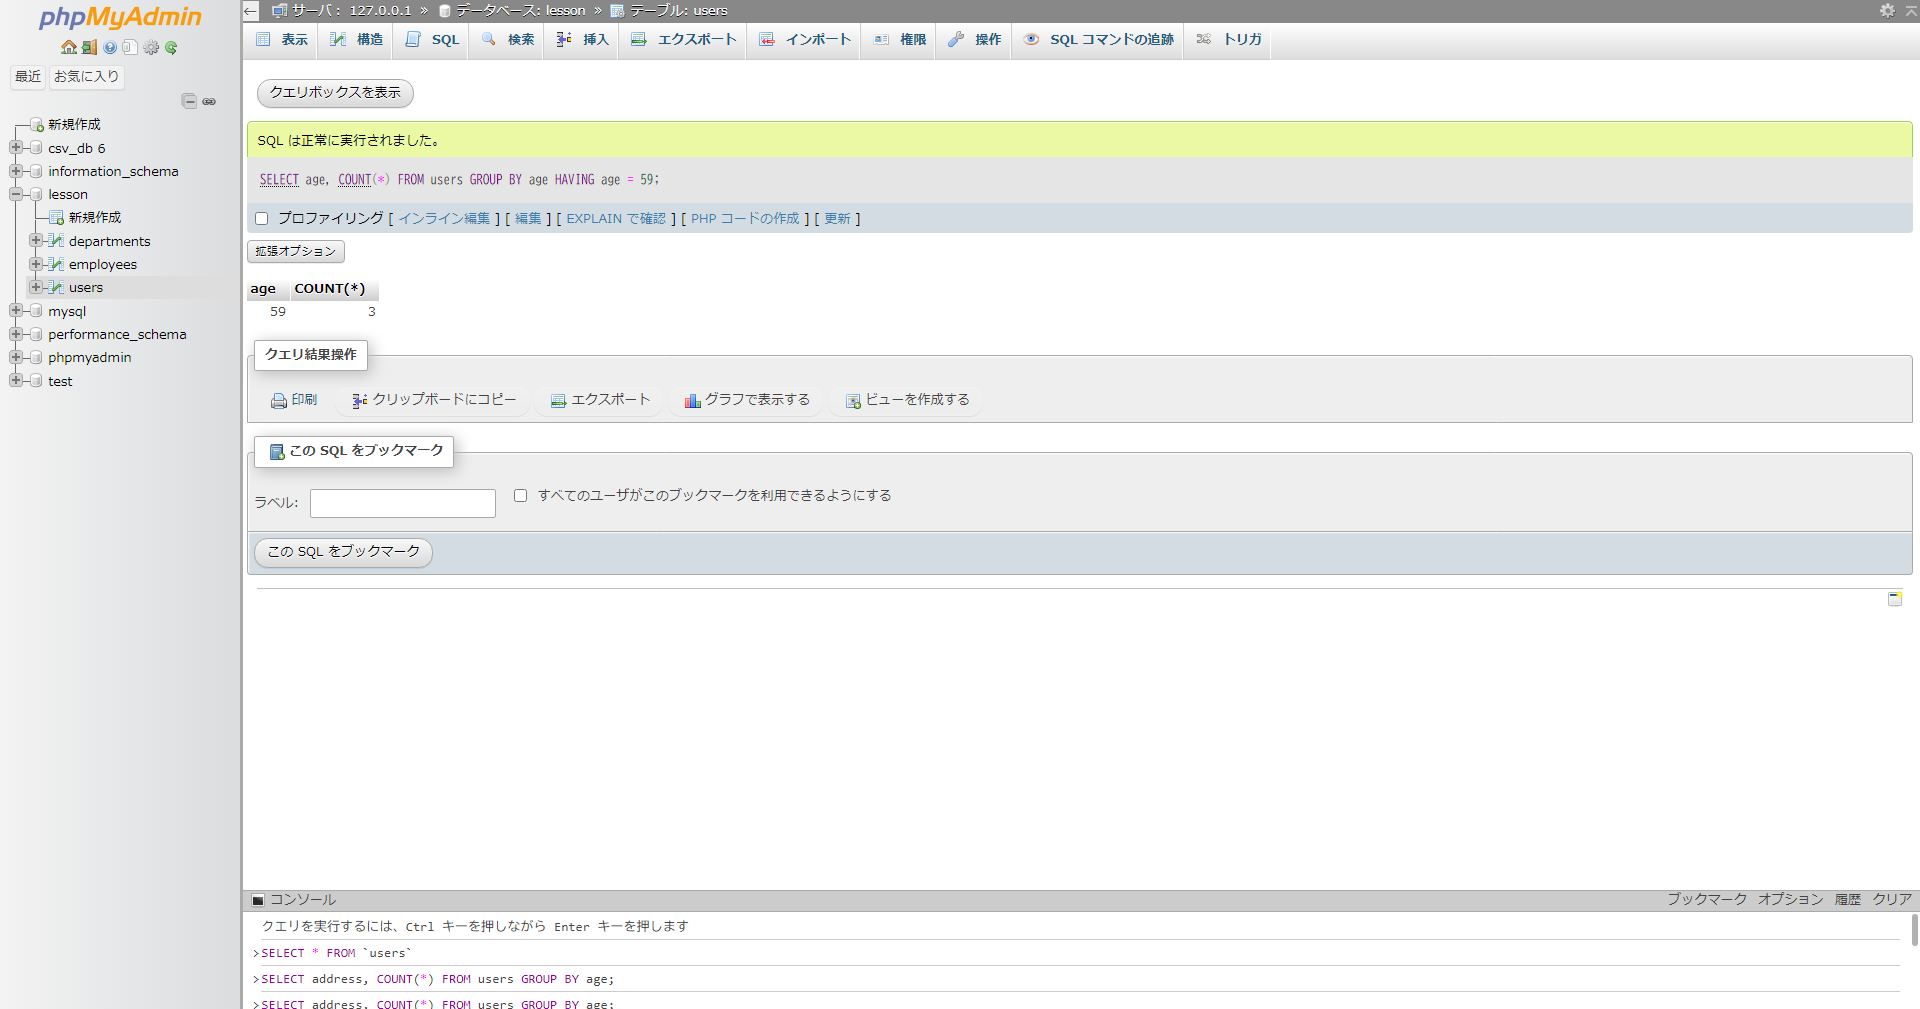 phpMyAdmin
最近 お気に入り
新規作成
csv_db 6
information_schema
lesson
新規作成
departments
employees
users
mysql
performance_schema
phpmyadmin
test
サーバ： 127.0.0.1 » データベース: lesson » テーブル: users
表示 構造 SQL 検索 挿入 エクスポート インポート 権限 操作 SQL コマンドの追跡 トリガ
クエリボックスを表示
SQL は正常に実行されました。
SELECT age, COUNT(*) FROM users GROUP BY age HAVING age = 59;
プロファイリング [ インライン編集 ] [ 編集 ] [ EXPLAIN で確認 ] [ PHP コードの作成 ] [ 更新 ]
拡張オプション
age COUNT(*)
59 3
クエリ結果操作
印刷 クリップボードにコピー エクスポート グラフで表示する ビューを作成する
この SQL をブックマーク
ラベル: すべてのユーザがこのブックマークを利用できるようにする
この SQL をブックマーク
コンソール ブックマーク オプション 履歴 クリア
クエリを実行するには、Ctrl キーを押しながら Enter キーを押します
>SELECT * FROM `users`
>SELECT address, COUNT(*) FROM users GROUP BY age;
>SELECT address, COUNT(*) FROM users GROUP BY age;